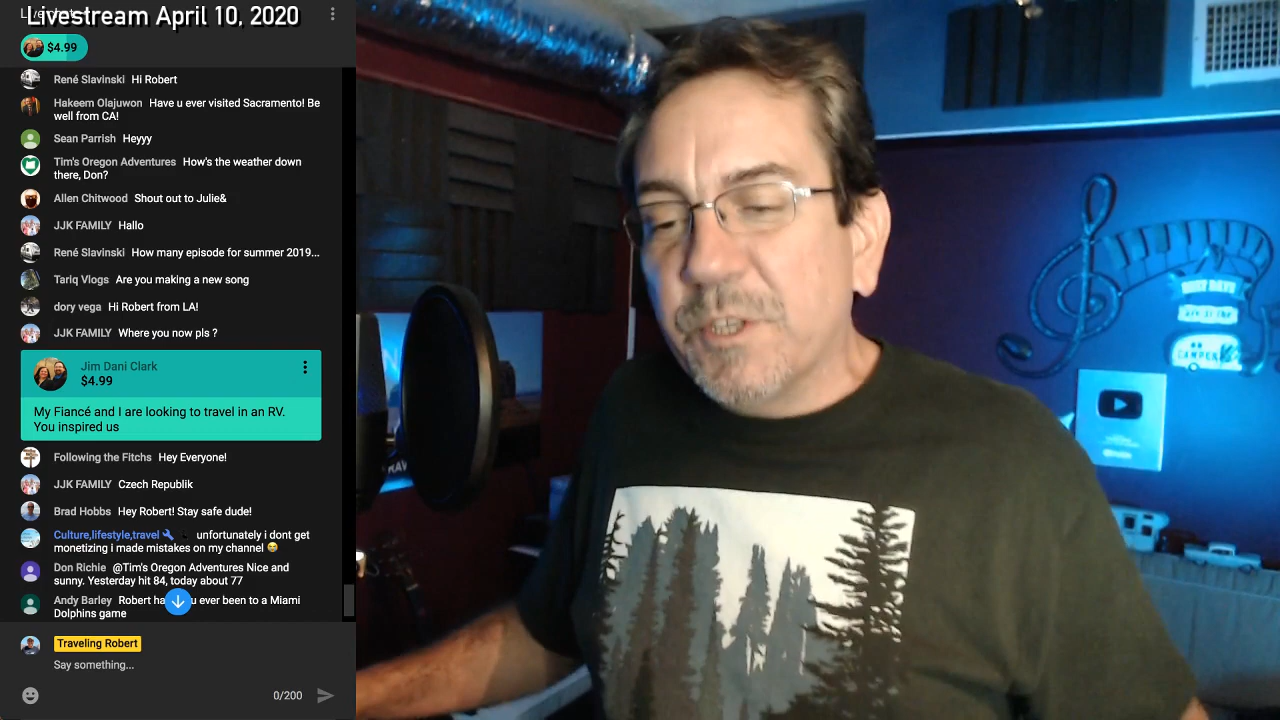 Livestream April 10, 2020
$4.99
René Slavinski Hi Robert
Hakeem Olajuwon Have u ever visited Sacramento! Be
well from CA!
Sean Parrish Heyyy
Tim's Oregon Adventures How's the weather down
there, Don?
Allen Chitwood Shout out to Julie&
JJK FAMILY Hallo
René Slavinski How many episode for summer 2019...
Tariq Vlogs Are you making a new song
dory vega Hi Robert from LA!
JJK FAMILY Where you now pls ?
Jim Dani Clark
$4.99
My Fiancé and I are looking to travel in an RV.
You inspired us
Following the Fitchs Hey Everyone!
JJK FAMILY Czech Republik
Brad Hobbs Hey Robert! Stay safe dude!
Culture,lifestyle,travel unfortunately i dont get
monetizing i made mistakes on my channel 😂
Don Richie @Tim's Oregon Adventures Nice and
sunny. Yesterday hit 84, today about 77
Andy Barley Robert ha u ever been to a Miami
Dolphins game
Traveling Robert
Say something...
0/200
CAMPER